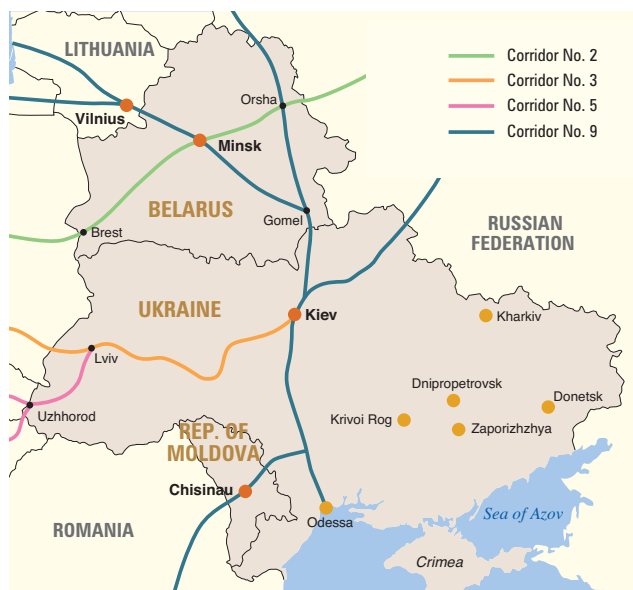 LITHUANIA
Corridor No. 2
Corridor No. 3
Corridor No. 5
Corridor No. 9
Orsha
Vilnius
Minsk
BELARUS
Gomel
Brest
RUSSIAN
FEDERATION
UKRAINE
Kiev
Kharkiv
Lviv
Dnipropetrovsk
Donetsk
Uzhhorod
Krivoi Rog
Zaporizhzhya
REP. OF
MOLDOVA
Chisinau
Odessa
Sea of Azov
ROMANIA
Crimea